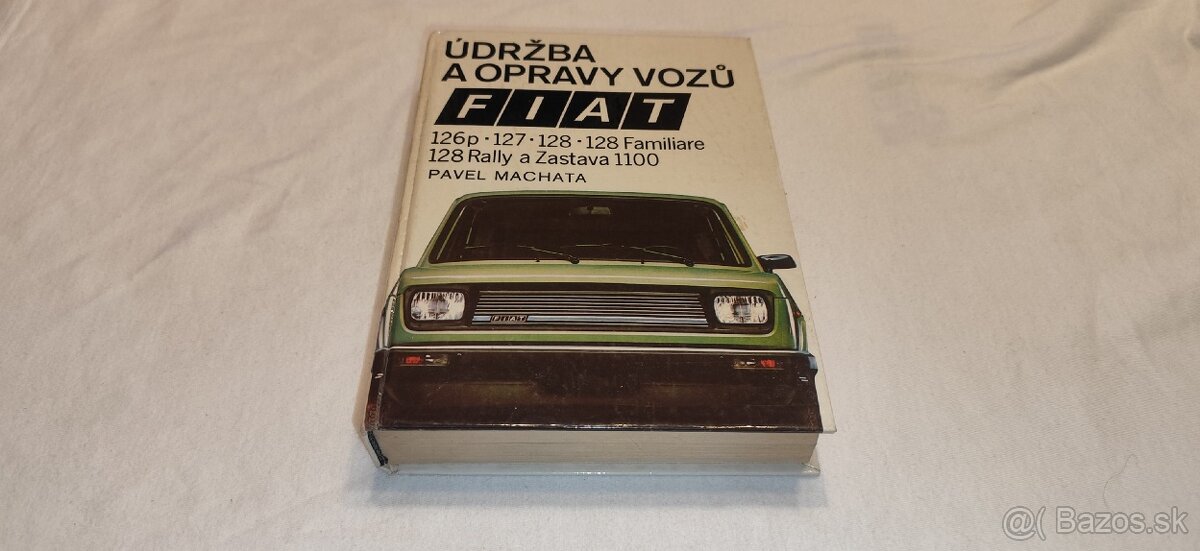 ÚDRŽBA
A OPRAVY VOZŮ
FIAT
126p · 127 · 128 · 128 Familiare
128 Rally a Zastava 1100
PAVEL MACHATA
FIAT
@( Bazos.sk